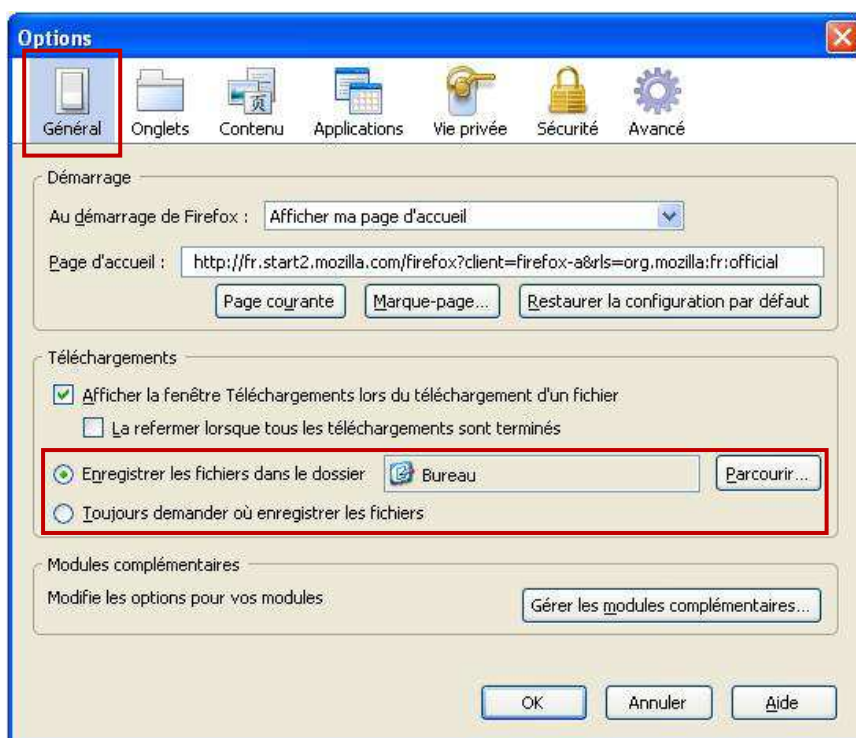 Options
Général Onglets Contenu Applications Vie privée Sécurité Avancé
Démarrage
Au démarrage de Firefox : Afficher ma page d'accueil
Page d'accueil : http://fr.start2.mozilla.com/firefox?client=firefox-a&rls=org.mozilla:fr:official
Page courante Marque-page... Restaurer la configuration par défaut
Téléchargements
Afficher la fenêtre Téléchargements lors du téléchargement d'un fichier
La refermer lorsque tous les téléchargements sont terminés
Enregistrer les fichiers dans le dossier Bureau Parcourir...
Toujours demander où enregistrer les fichiers
Modules complémentaires
Modifie les options pour vos modules Gérer les modules complémentaires...
OK Annuler Aide